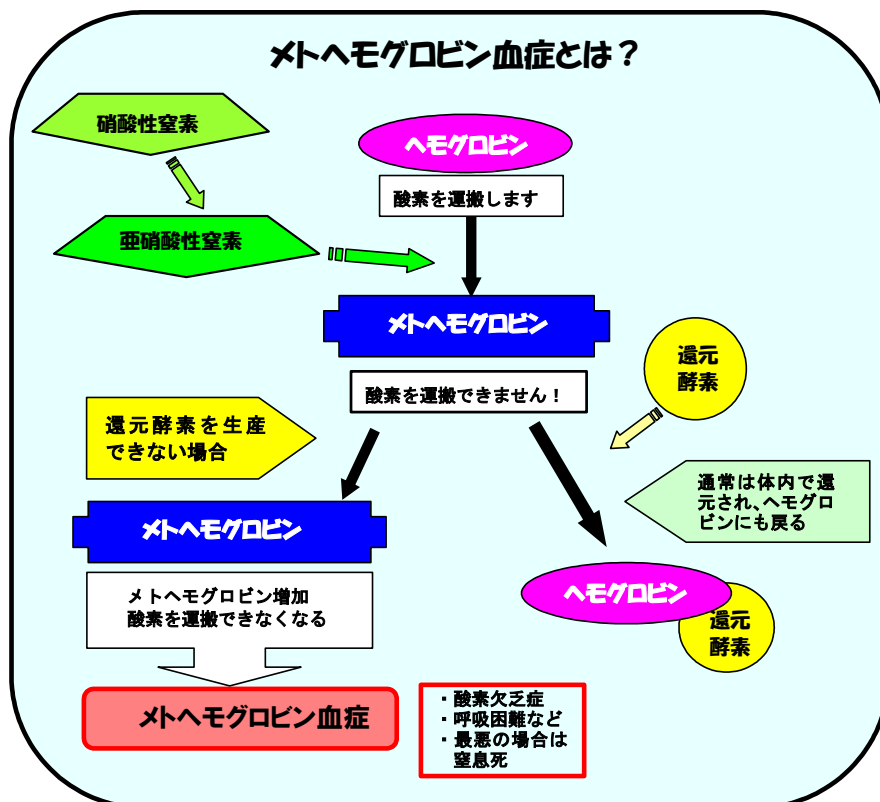 メトヘモグロビン血症とは？
硝酸性窒素
ヘモグロビン
酸素を運搬します
亜硝酸性窒素
メトヘモグロビン
還元
酵素
酸素を運搬できません！
還元酵素を生産
できない場合
通常は体内で還
元され、ヘモグロ
ビンにも戻る
メトヘモグロビン
ヘモグロビン
還元
酵素
メトヘモグロビン増加
酸素を運搬できなくなる
メトヘモグロビン血症
・酸素欠乏症
・呼吸困難など
・最悪の場合は
窒息死